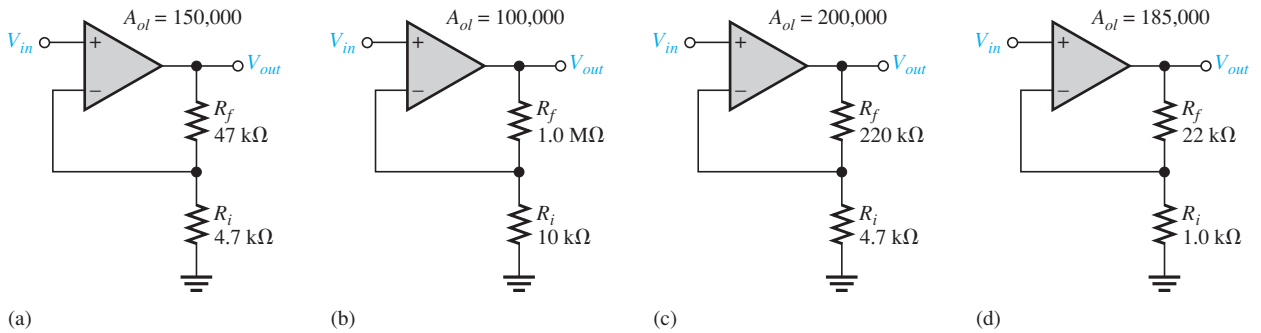 A_ol = 150,000
V_in
+
−
V_out
R_f
47 kΩ
R_i
4.7 kΩ
(a)
A_ol = 100,000
V_in
+
−
V_out
R_f
1.0 MΩ
R_i
10 kΩ
(b)
A_ol = 200,000
V_in
+
−
V_out
R_f
220 kΩ
R_i
4.7 kΩ
(c)
A_ol = 185,000
V_in
+
−
V_out
R_f
22 kΩ
R_i
1.0 kΩ
(d)